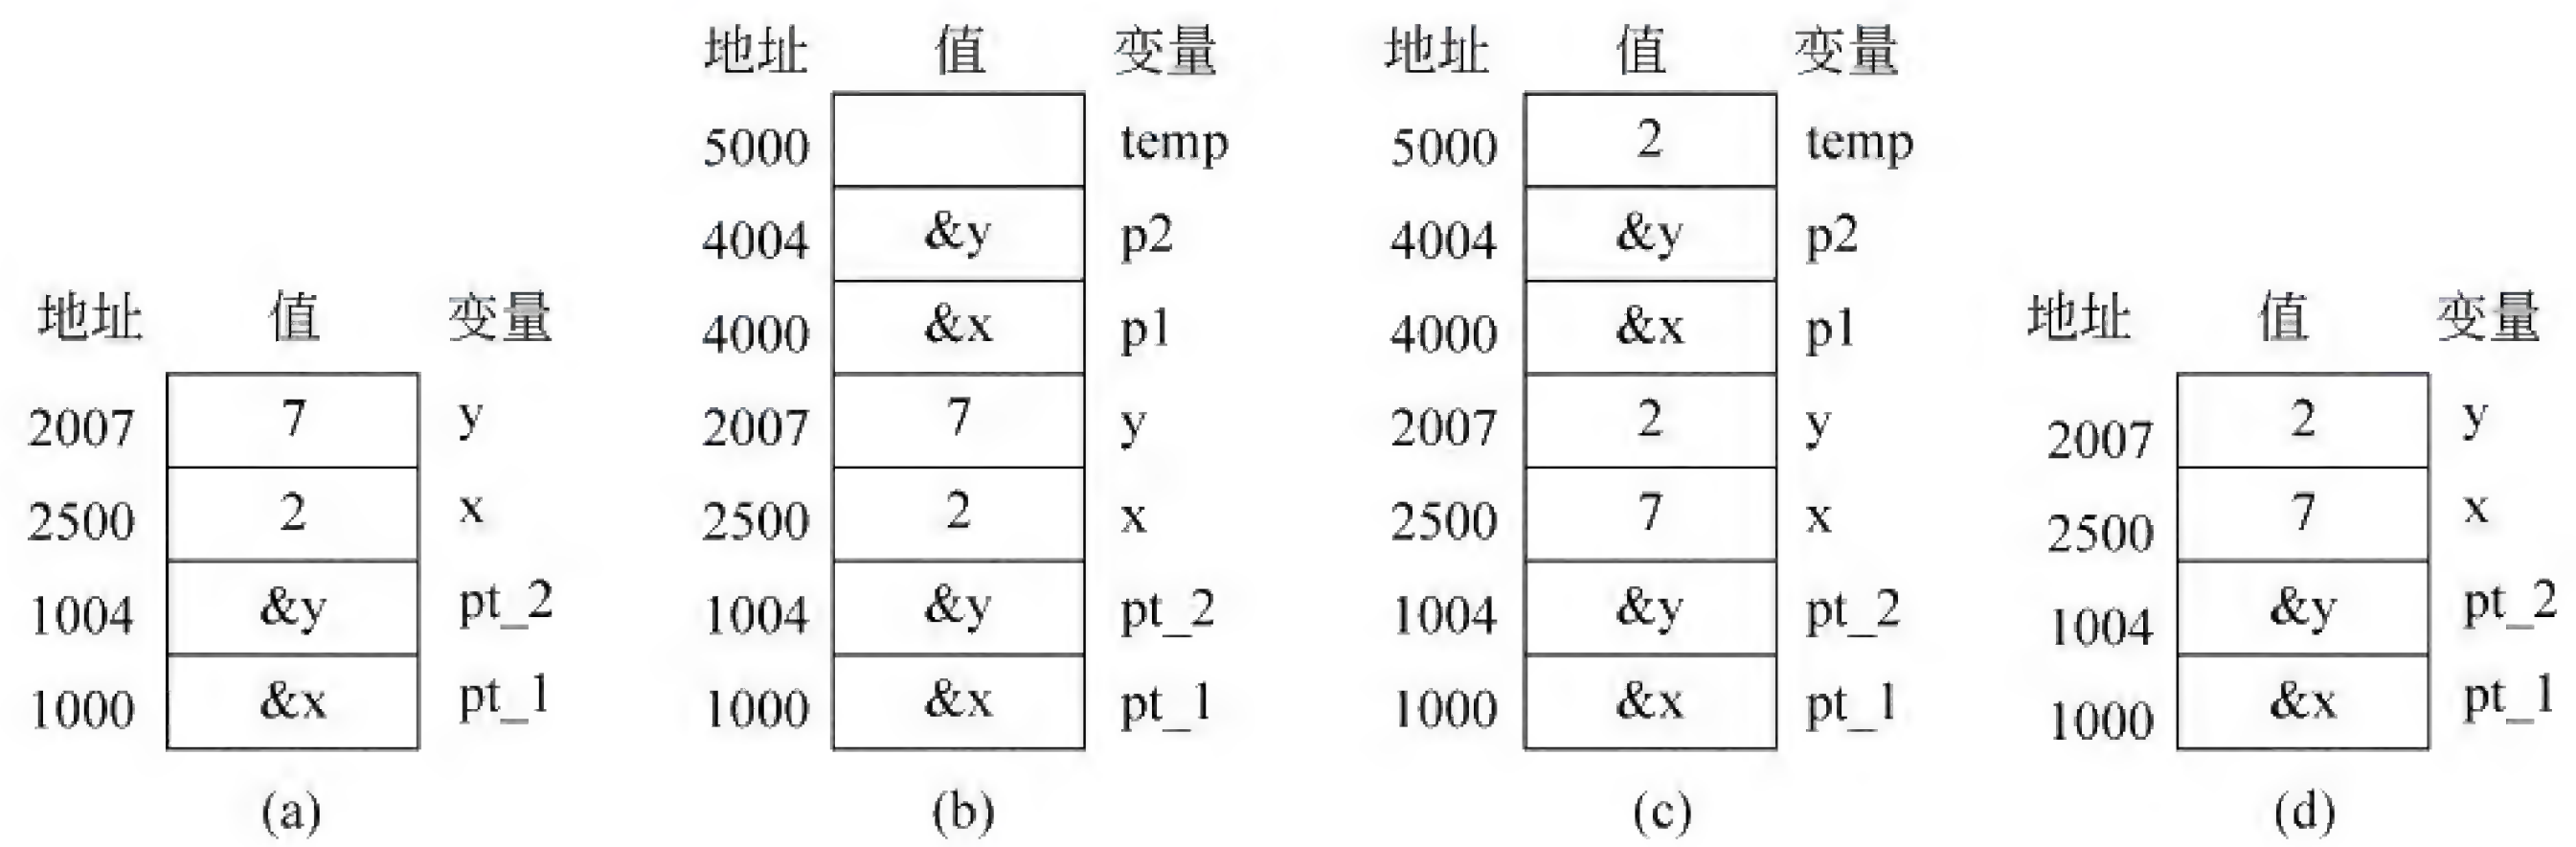 地址 值 变量
2007 7 y
2500 2 x
1004 &y pt_2
1000 &x pt_1
(a)
地址 值 变量
5000 temp
4004 &y p2
4000 &x p1
2007 7 y
2500 2 x
1004 &y pt_2
1000 &x pt_1
(b)
地址 值 变量
5000 2 temp
4004 &y p2
4000 &x p1
2007 2 y
2500 7 x
1004 &y pt_2
1000 &x pt_1
(c)
地址 值 变量
2007 2 y
2500 7 x
1004 &y pt_2
1000 &x pt_1
(d)